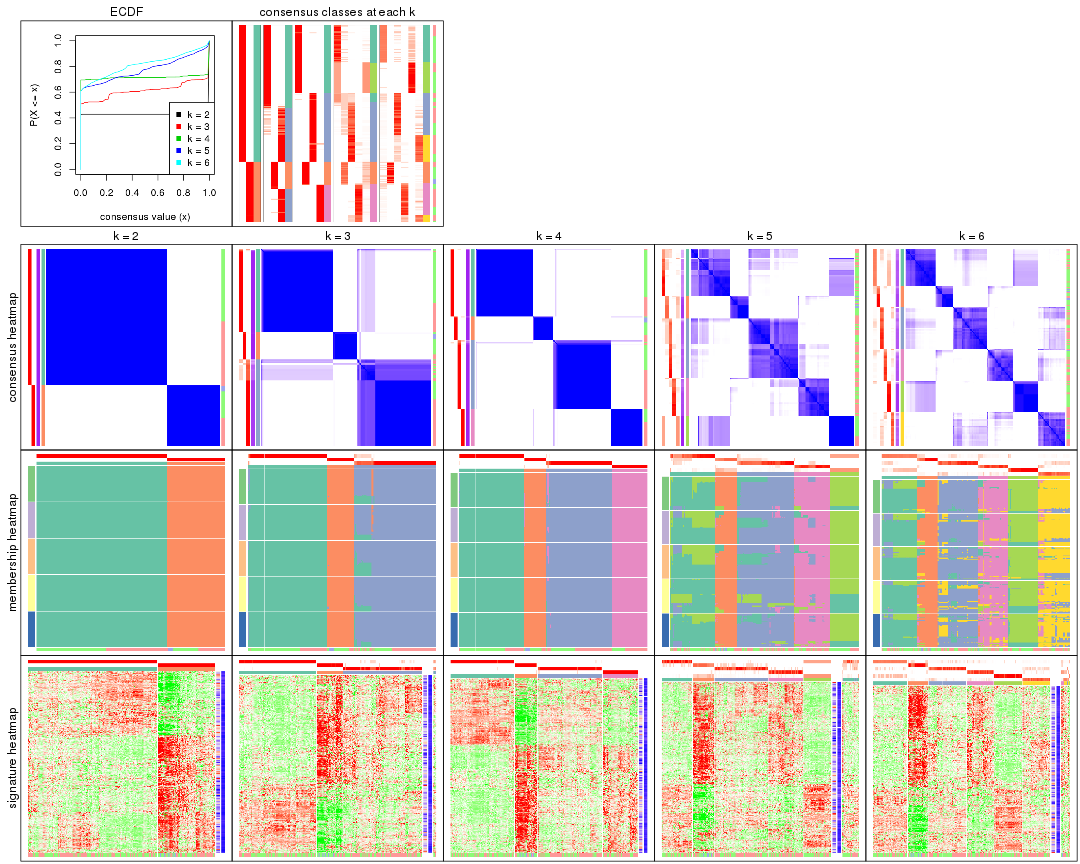 ECDF
consensus classes at each k
P(X <= x)
0.0 0.2 0.4 0.6 0.8 1.0
k = 2
k = 3
k = 4
k = 5
k = 6
0.0 0.2 0.4 0.6 0.8 1.0
consensus value (x)
k = 2
k = 3
k = 4
k = 5
k = 6
consensus heatmap
membership heatmap
signature heatmap